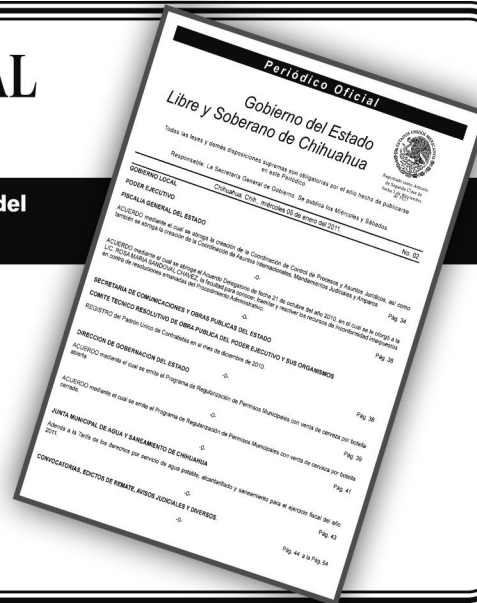 AL
del
Periódico Oficial
Gobierno del Estado
Libre y Soberano de Chihuahua
Todas las leyes y demás disposiciones supremas son obligatorias por el sólo hecho de publicarse
en este Periódico.
Responsable: La Secretaría General de Gobierno. Se publica los Miércoles y Sábados.
Chihuahua, Chih., miércoles 05 de enero del 2011.
No. 02
GOBIERNO LOCAL
PODER EJECUTIVO
FISCALIA GENERAL DEL ESTADO
ACUERDO mediante el cual se abroga la creación de la Coordinación de Control de Procesos y Asuntos Jurídicos, así como
también se abroga la creación de la Coordinación de Asuntos Internacionales, Mandamientos Judiciales y Amparos
Pág. 34
-0-
ACUERDO mediante el cual se abroga el Acuerdo Delegatorio de fecha 21 de octubre del año 2010, en el cual se le otorgó a la
LIC. ROSA MARIA SANDOVAL CHAVEZ, la facultad para conocer, tramitar y resolver los recursos de inconformidad interpuestos
en contra de resoluciones emanadas del Procedimiento Administrativo.
Pág. 36
-0-
SECRETARIA DE COMUNICACIONES Y OBRAS PUBLICAS DEL ESTADO
COMITE TECNICO RESOLUTIVO DE OBRA PUBLICA DEL PODER EJECUTIVO Y SUS ORGANISMOS
REGISTRO del Padrón Unico de Contratistas en el mes de diciembre de 2010.
Pág. 38
-0-
DIRECCION DE GOBERNACION DEL ESTADO
ACUERDO mediante el cual se emite el Programa de Regularización de Permisos Municipales con venta de cerveza por botella
abierta.
Pág. 39
-0-
ACUERDO mediante el cual se emite el Programa de Regularización de Permisos Municipales con venta de cerveza por botella
cerrada.
Pág. 41
-0-
JUNTA MUNICIPAL DE AGUA Y SANEAMIENTO DE CHIHUAHUA
Adenda a la Tarifa de los derechos por servicio de agua potable, alcantarillado y saneamiento para el ejercicio fiscal del año
2011.
Pág. 43
-0-
CONVOCATORIAS, EDICTOS DE REMATE, AVISOS JUDICIALES Y DIVERSOS.
Pág. 44 a la Pág. 64
-0-